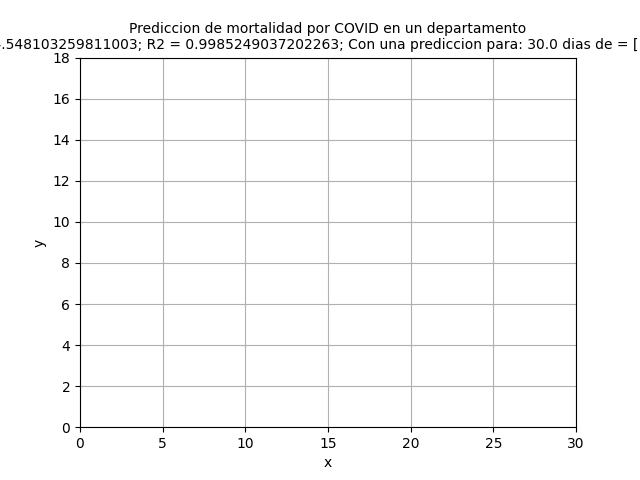 Prediccion de mortalidad por COVID en un departamento
.548103259811003; R2 = 0.9985249037202263; Con una prediccion para: 30.0 dias de = [
18
16
14
12
10
8
6
4
2
0
y
0 5 10 15 20 25 30
x